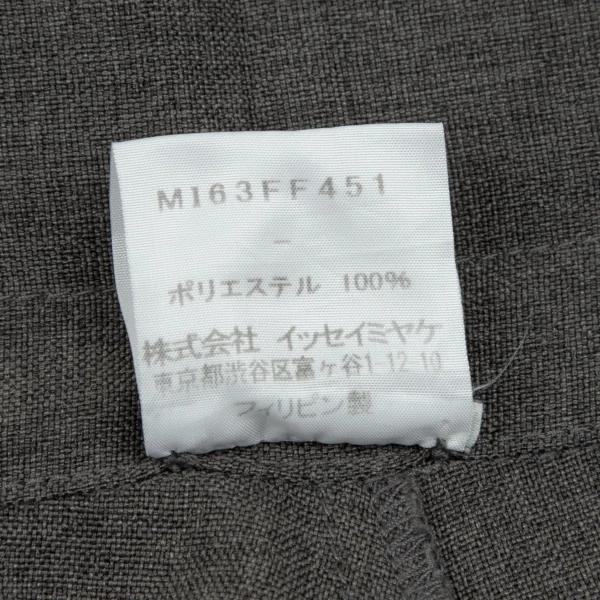 MI63FF451
－
ポリエステル 100%
株式会社 イッセイミヤケ
東京都渋谷区富ヶ谷1 12 10
フィリピン製